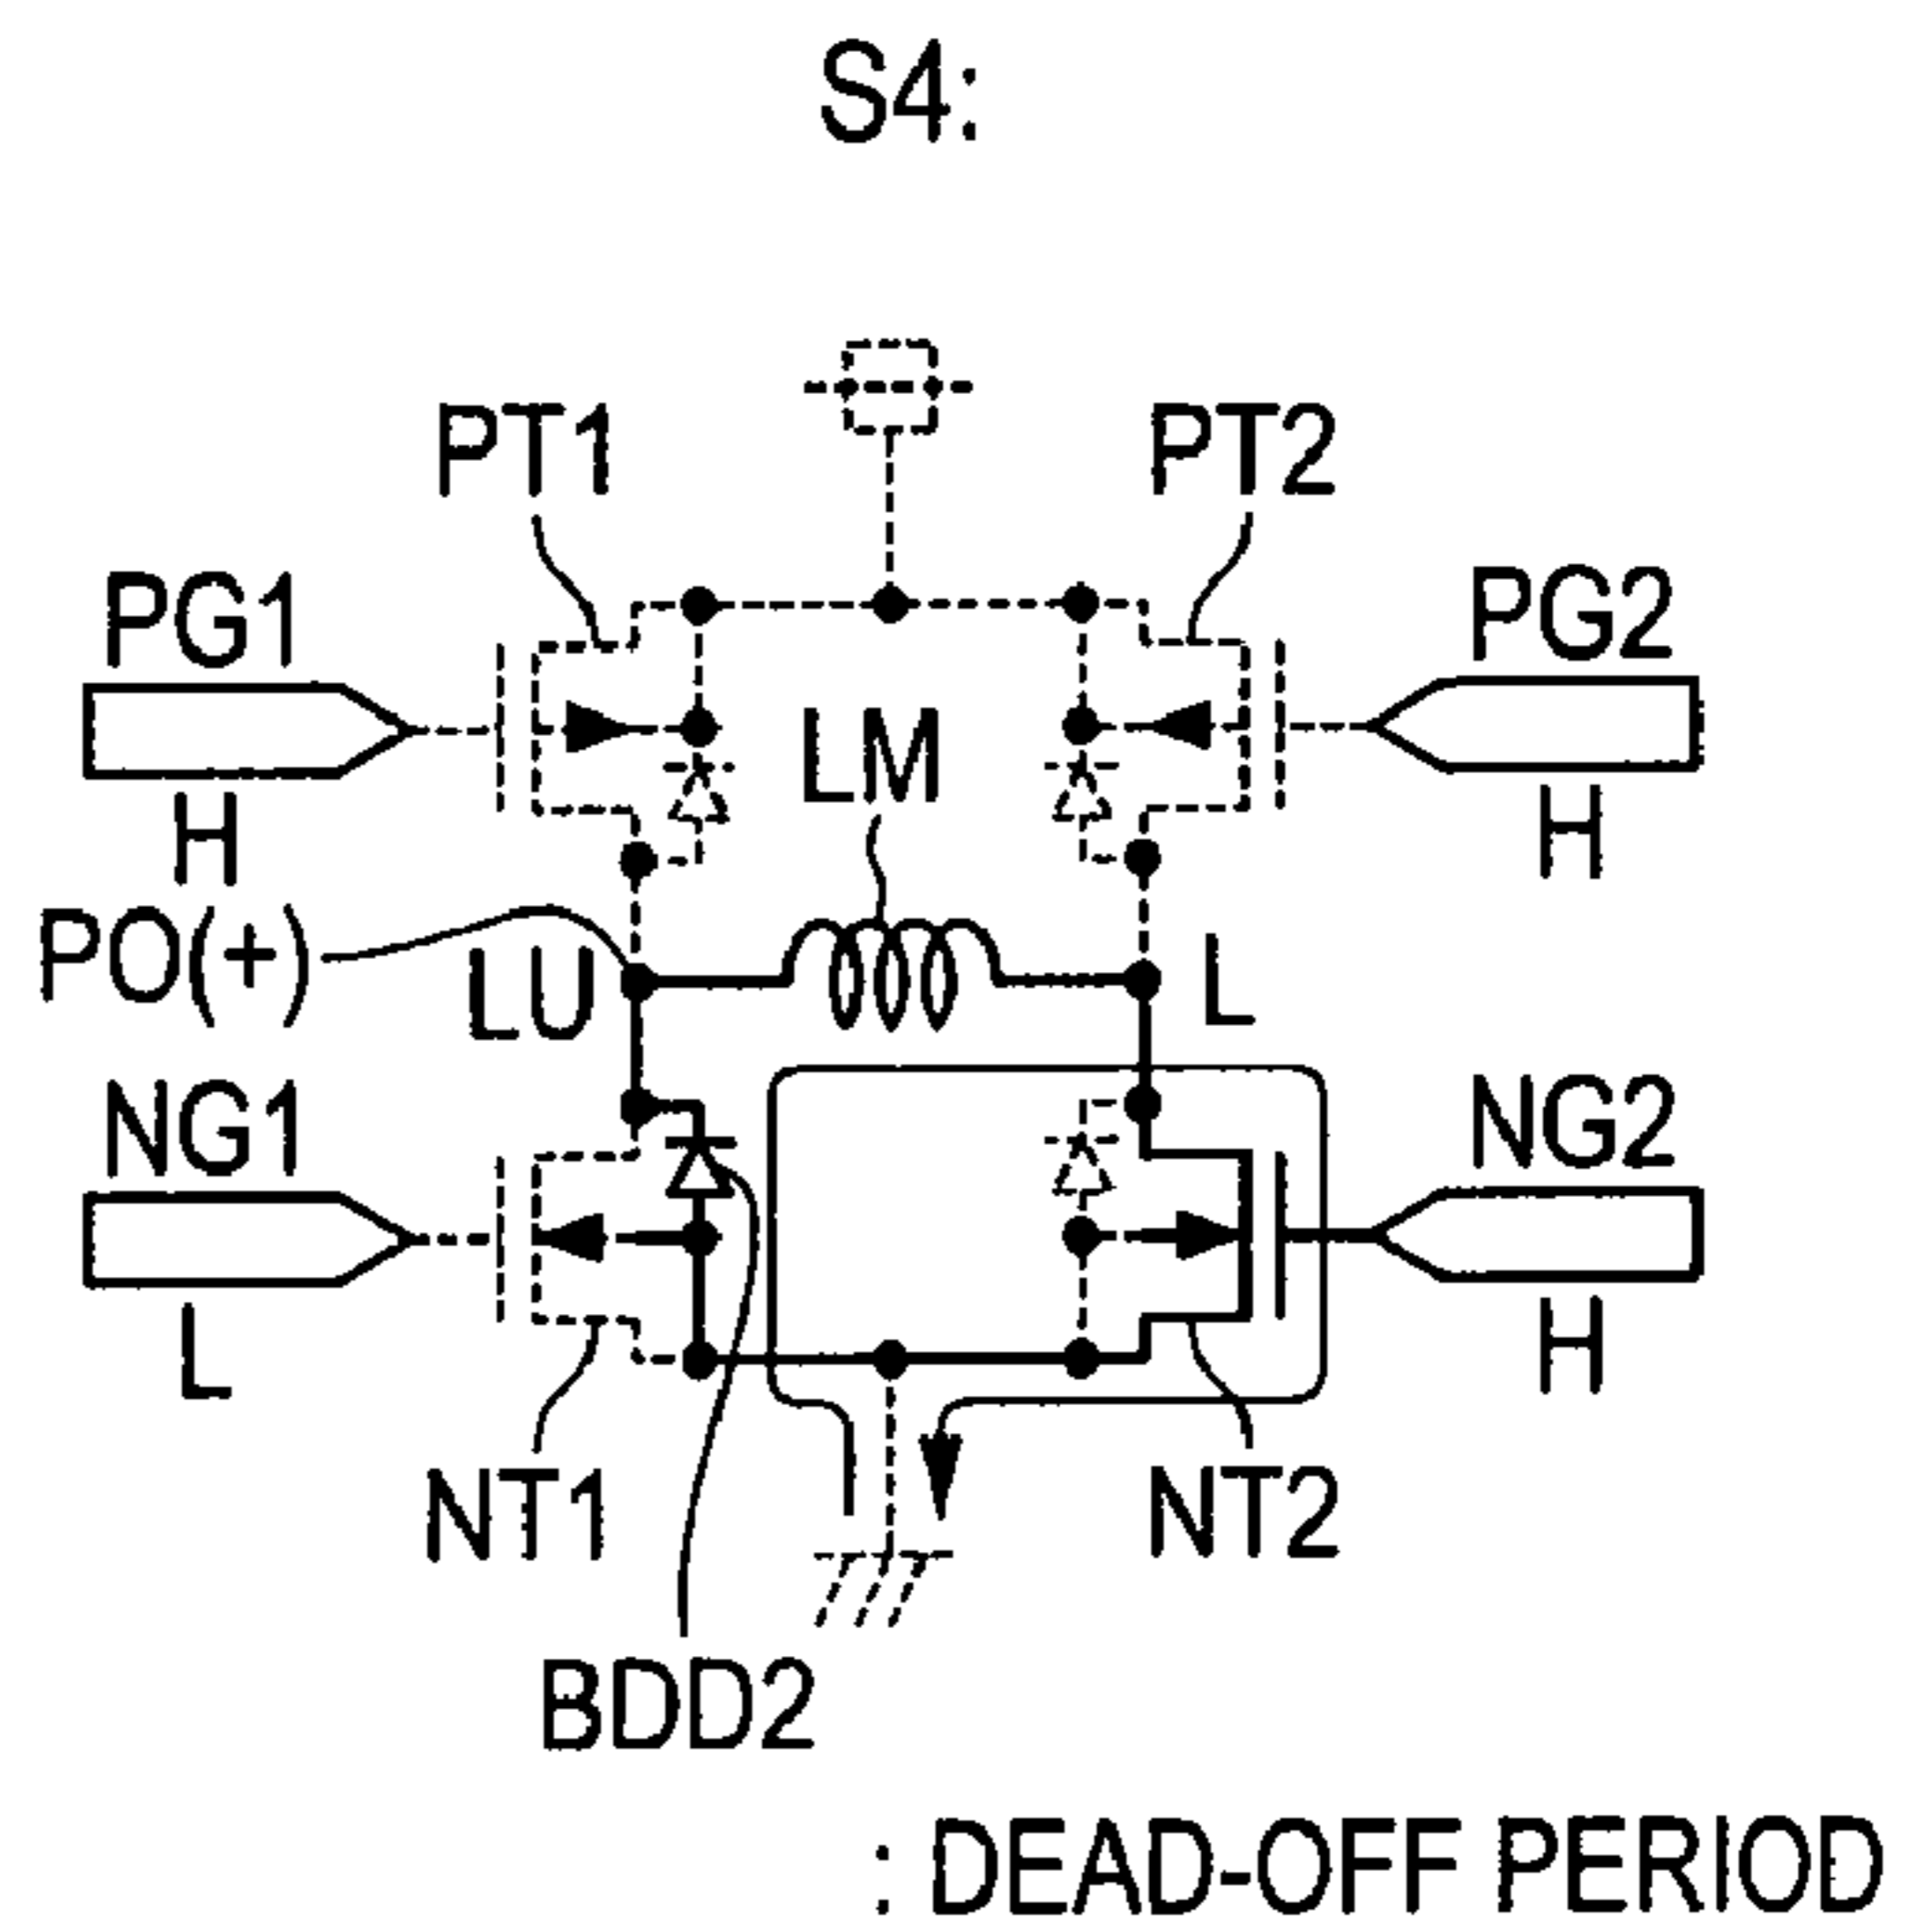 S4:
PT1
PT2
PG1
PG2
LM
H
H
PO(+)
LU
L
NG1
NG2
L
H
NT1
NT2
BDD2
: DEAD-OFF PERIOD